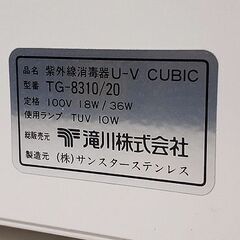 品名 紫外線消毒器U-V CUBIC
型番 TG-8310/20
定格 100V 18W/36W
使用ランプ TUV 10W
総販売元 滝川株式会社
製造元 (株)サンスターステンレス